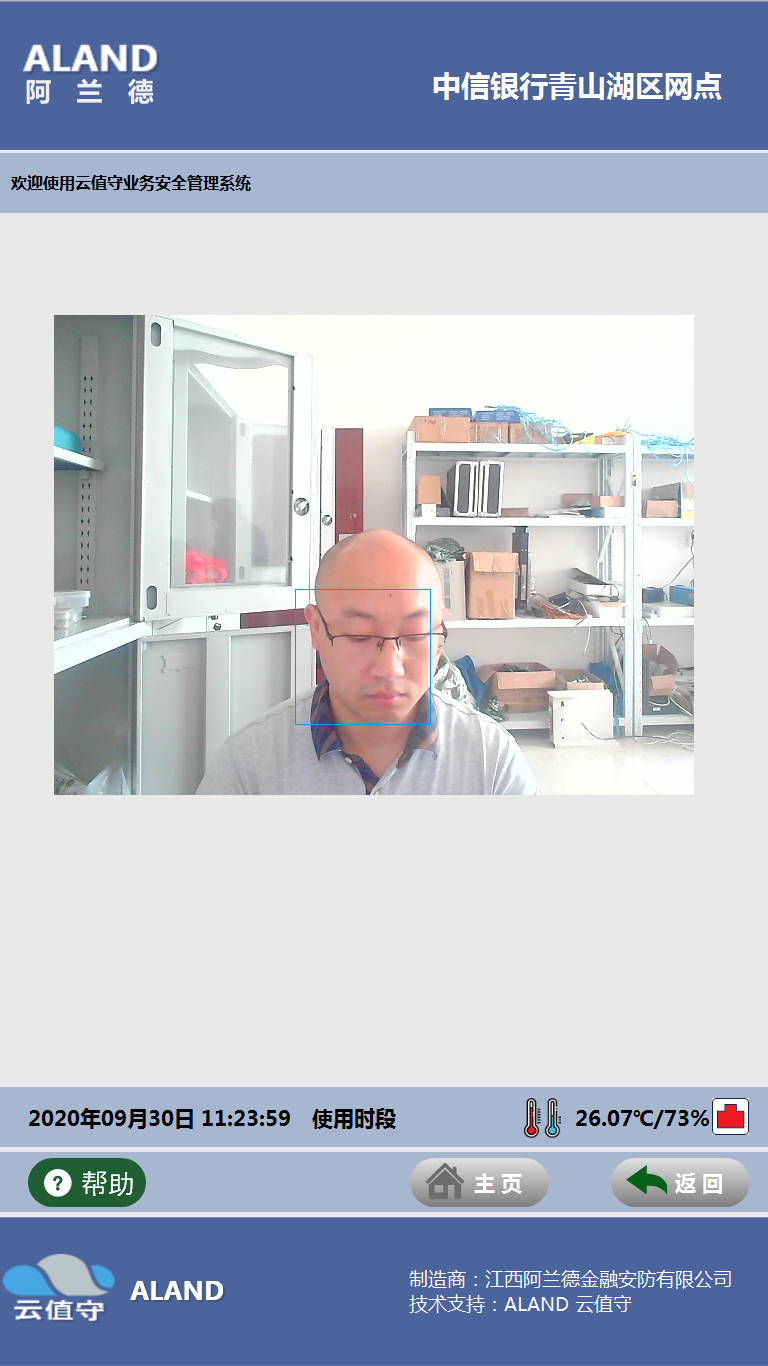 ALAND
阿兰德
中信银行青山湖区网点
欢迎使用云值守业务安全管理系统
2020年09月30日 11:23:59 使用时段
26.07℃/73%
? 帮助
主页
返回
云值守
ALAND
制造商：江西阿兰德金融安防有限公司
技术支持：ALAND 云值守